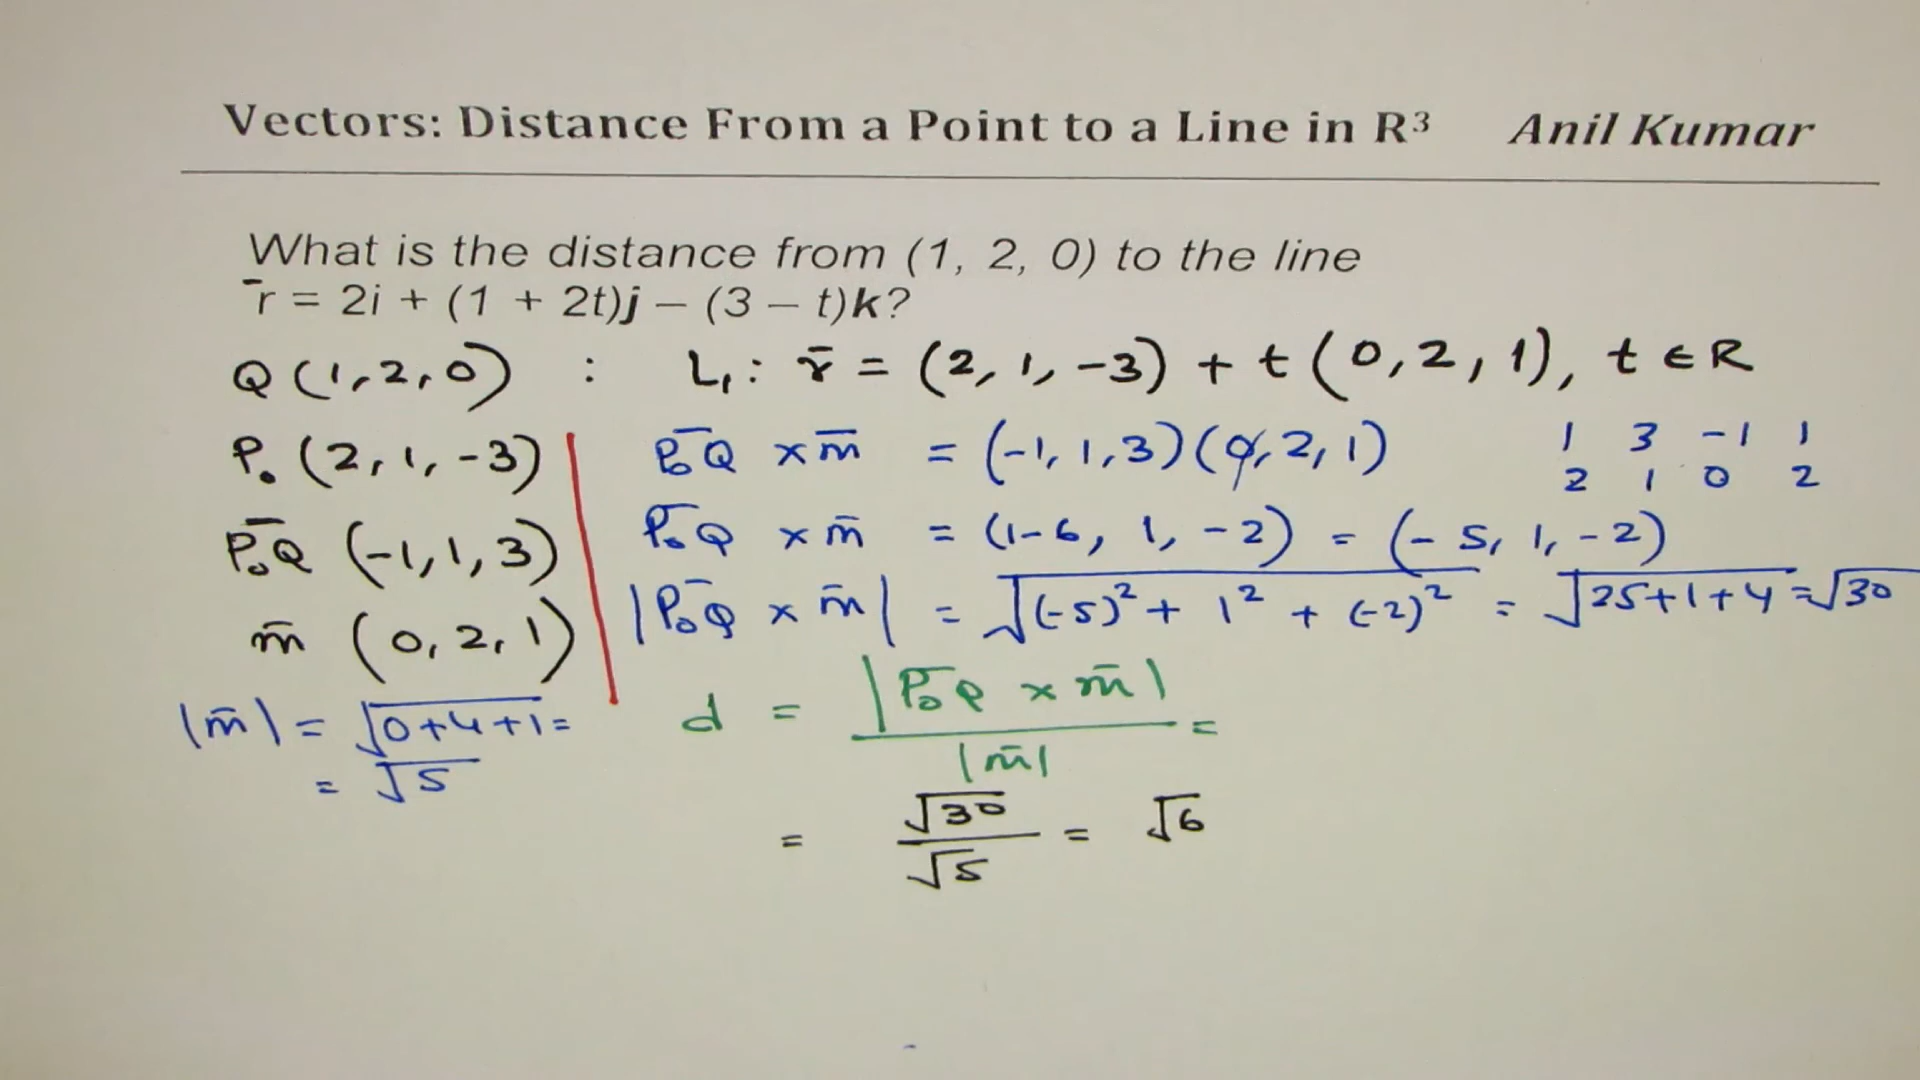 Vectors: Distance From a Point to a Line in R³ Anil Kumar
What is the distance from (1, 2, 0) to the line
r̄ = 2i + (1 + 2t)j – (3 – t)k?
Q (1, 2, 0) : L₁: r̄ = (2, 1, -3) + t (0, 2, 1), t ∈ R
P₀ (2, 1, -3)
P₀Q (-1, 1, 3)
m̄ (0, 2, 1)
|m̄| = √0+4+1 =
= √5
P₀Q × m̄ = (-1, 1, 3)(0, 2, 1)
1 3 -1 1
2 1 0 2
P₀Q × m̄ = (1-6, 1, -2) = (-5, 1, -2)
|P₀Q × m̄| = √(-5)² + 1² + (-2)² = √25+1+4 = √30
d = |P₀Q × m̄| / |m̄| =
= √30 / √5 = √6